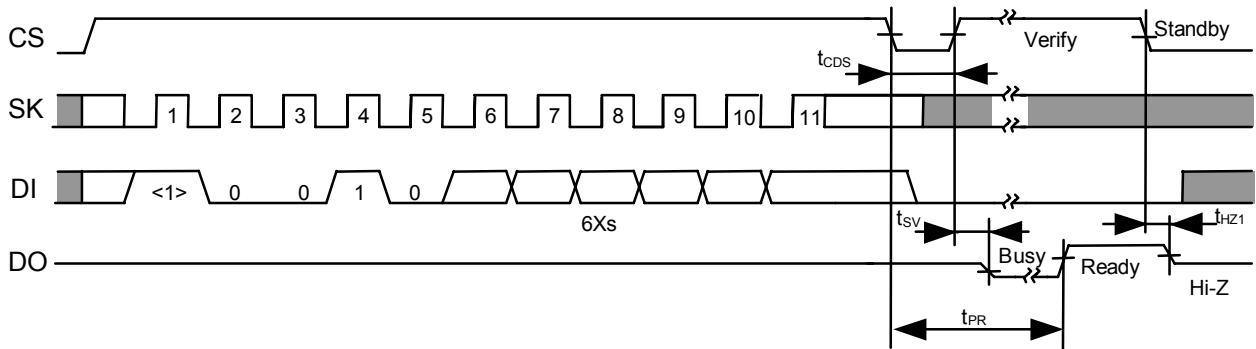 CS
Verify
Standby
tCDS
SK
1 2 3 4 5 6 7 8 9 10 11
DI
<1> 0 0 1 0
6Xs
tSV
tHZ1
DO
Busy
Ready
Hi-Z
tPR